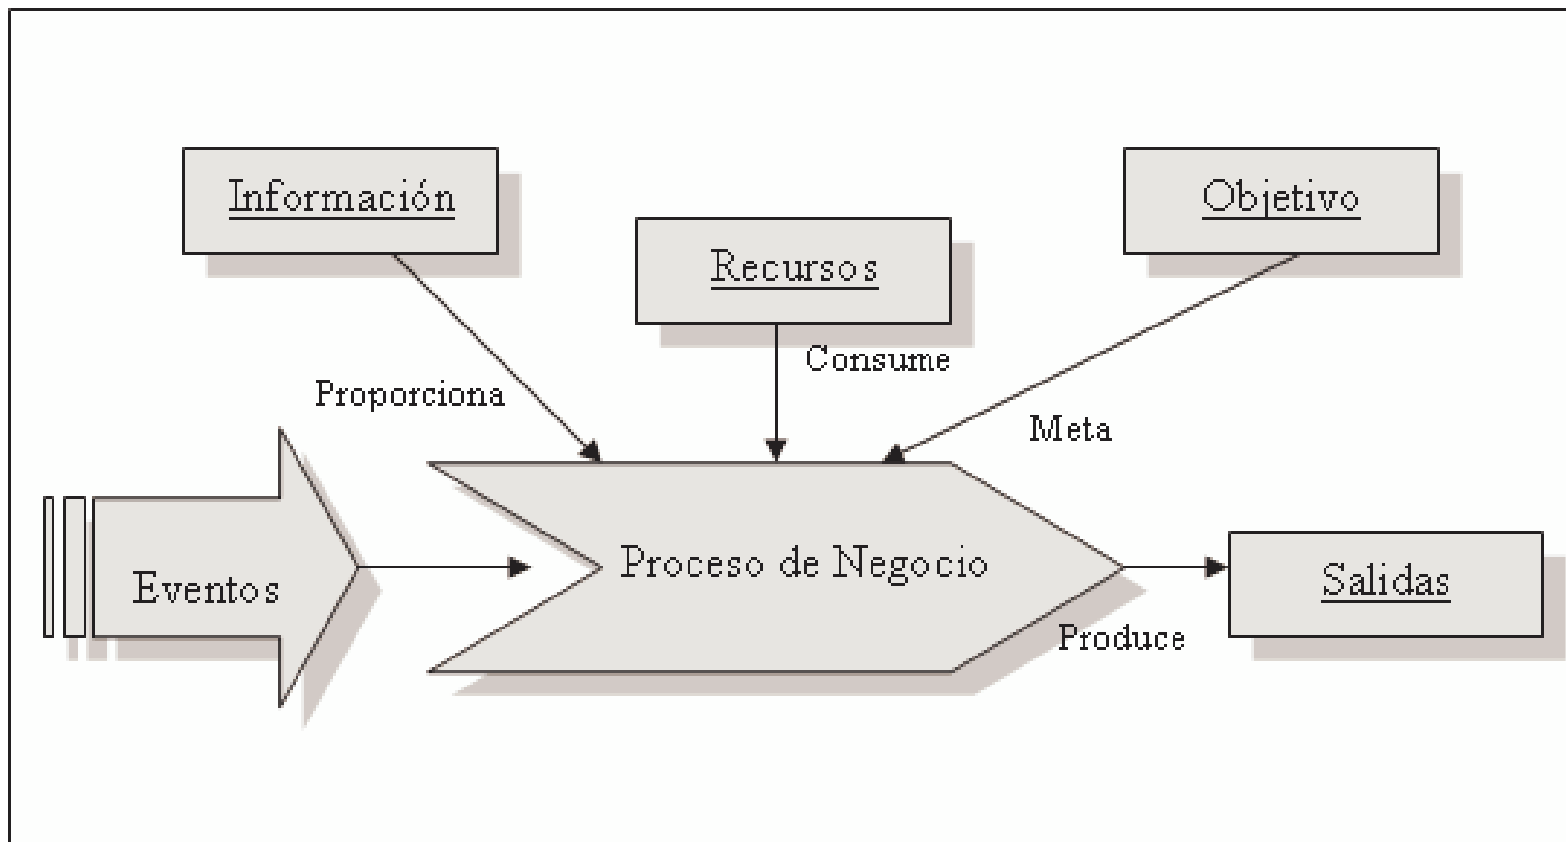 Información
Objetivo
Recursos
Consume
Proporciona
Meta
Eventos
Proceso de Negocio
Salidas
Produce